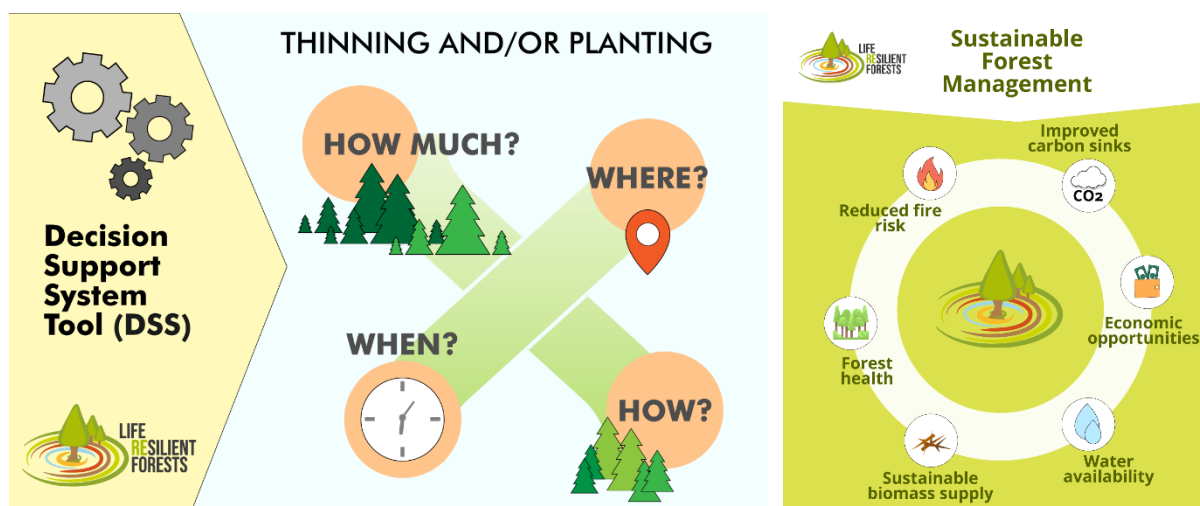 THINNING AND/OR PLANTING
Decision
Support
System
Tool (DSS)
LIFE
RESILIENT
FORESTS
HOW MUCH?
WHERE?
WHEN?
HOW?
LIFE
RESILIENT
FORESTS
Sustainable
Forest
Management
Improved
carbon sinks
CO2
Reduced fire
risk
Economic
opportunities
Forest
health
Water
availability
Sustainable
biomass supply